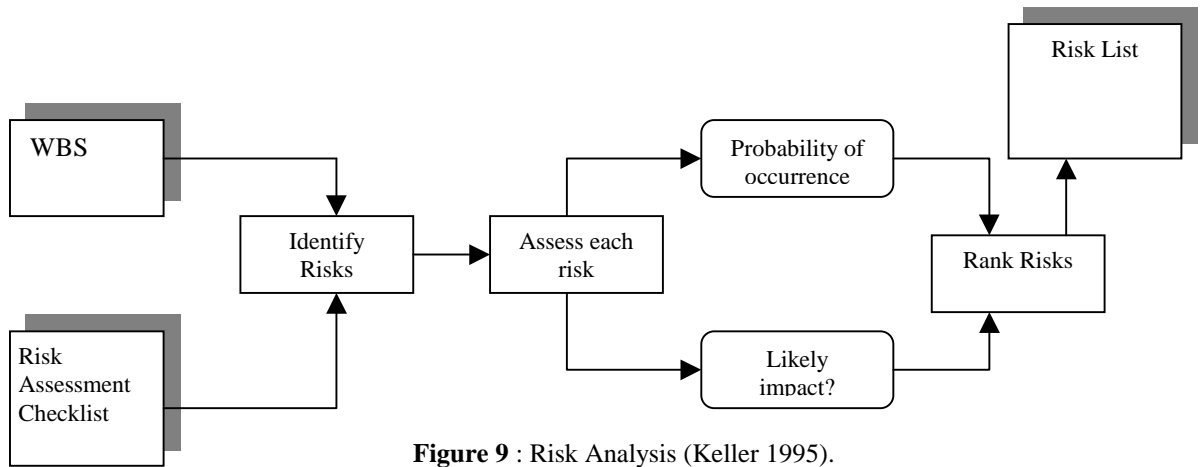 WBS
Risk
Assessment
Checklist
Identify
Risks
Assess each
risk
Probability of
occurrence
Likely
impact?
Rank Risks
Risk List
Figure 9 : Risk Analysis (Keller 1995).